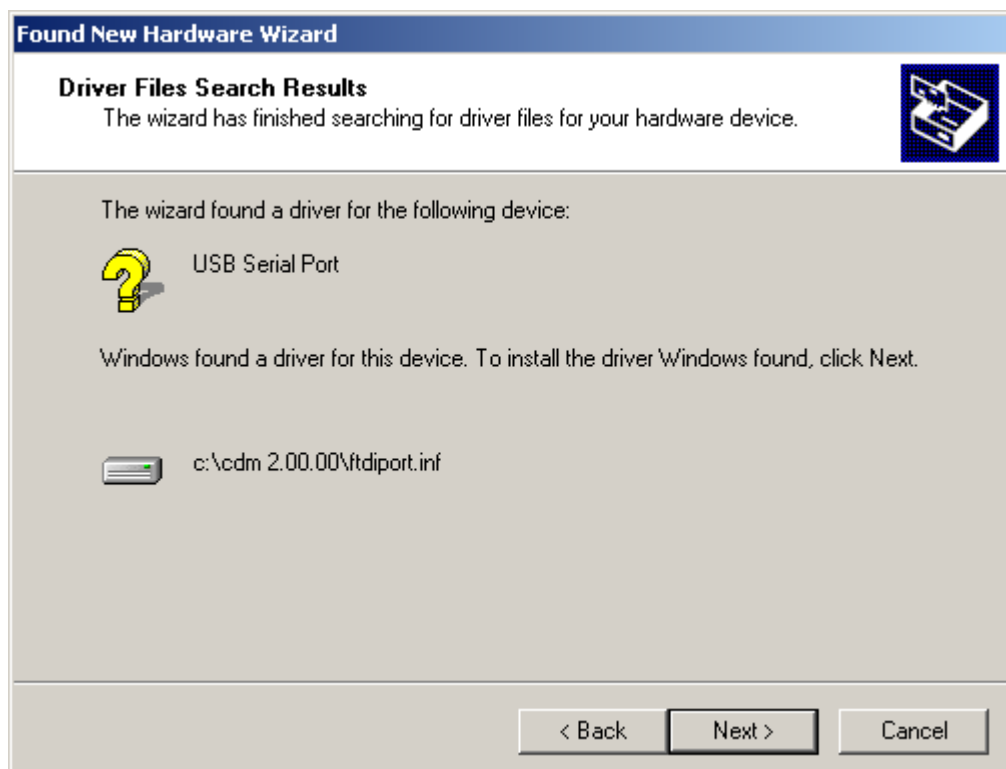 Found New Hardware Wizard
Driver Files Search Results
The wizard has finished searching for driver files for your hardware device.
The wizard found a driver for the following device:
USB Serial Port
Windows found a driver for this device. To install the driver Windows found, click Next.
c:\cdm 2.00.00\ftdiport.inf
< Back
Next >
Cancel